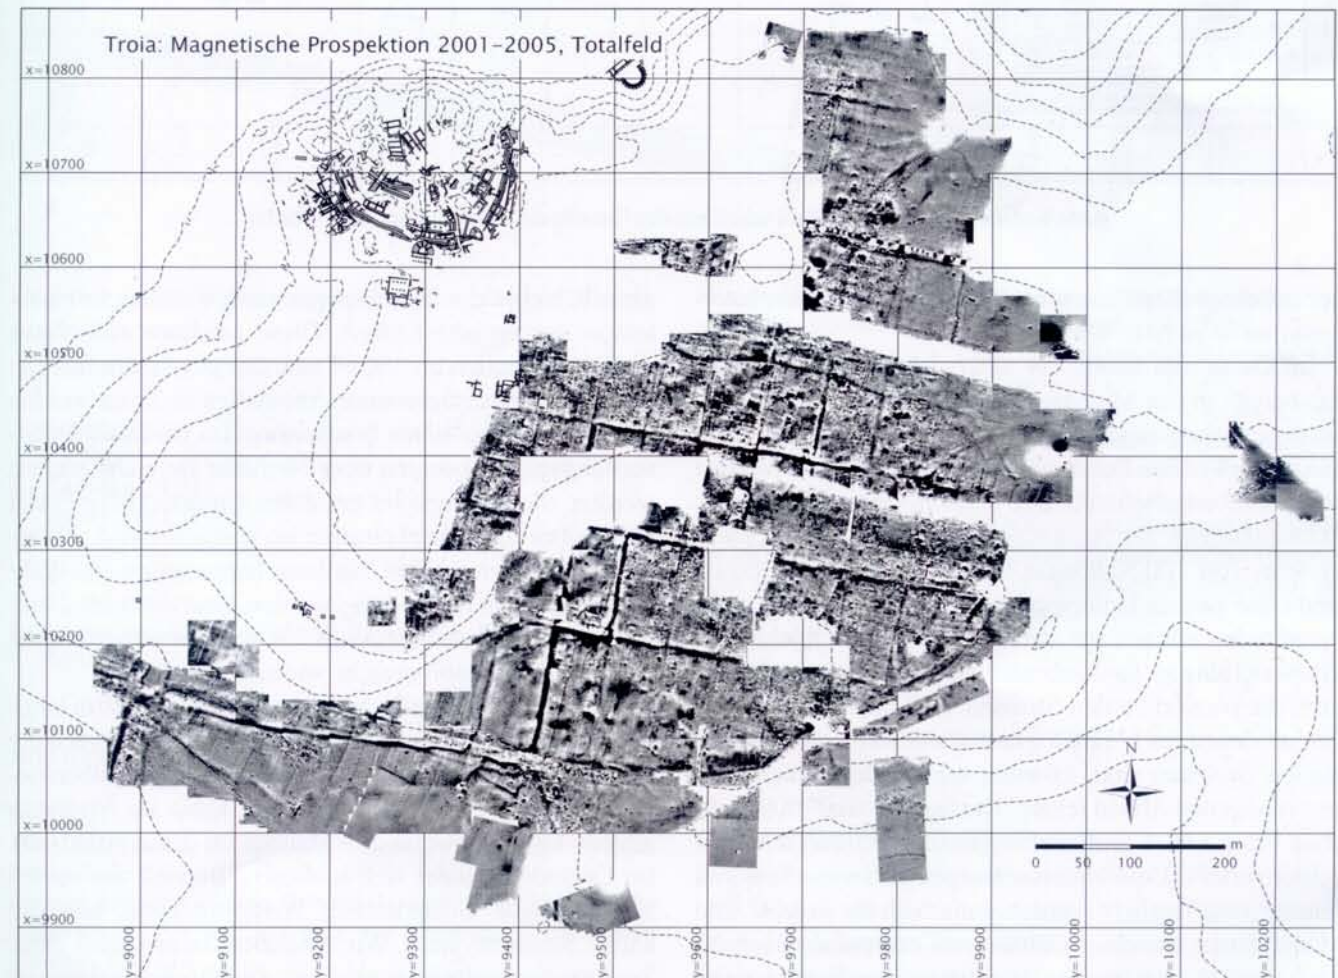 Troia: Magnetische Prospektion 2001–2005, Totalfeld
x=10800
x=10700
x=10600
x=10500
x=10400
x=10300
x=10200
x=10100
x=10000
x=9900
N
0 50 100 200 m
y=9000
y=9100
y=9200
y=9300
y=9400
y=9500
y=9600
y=9700
y=9800
y=9900
y=10000
y=10100
y=10200